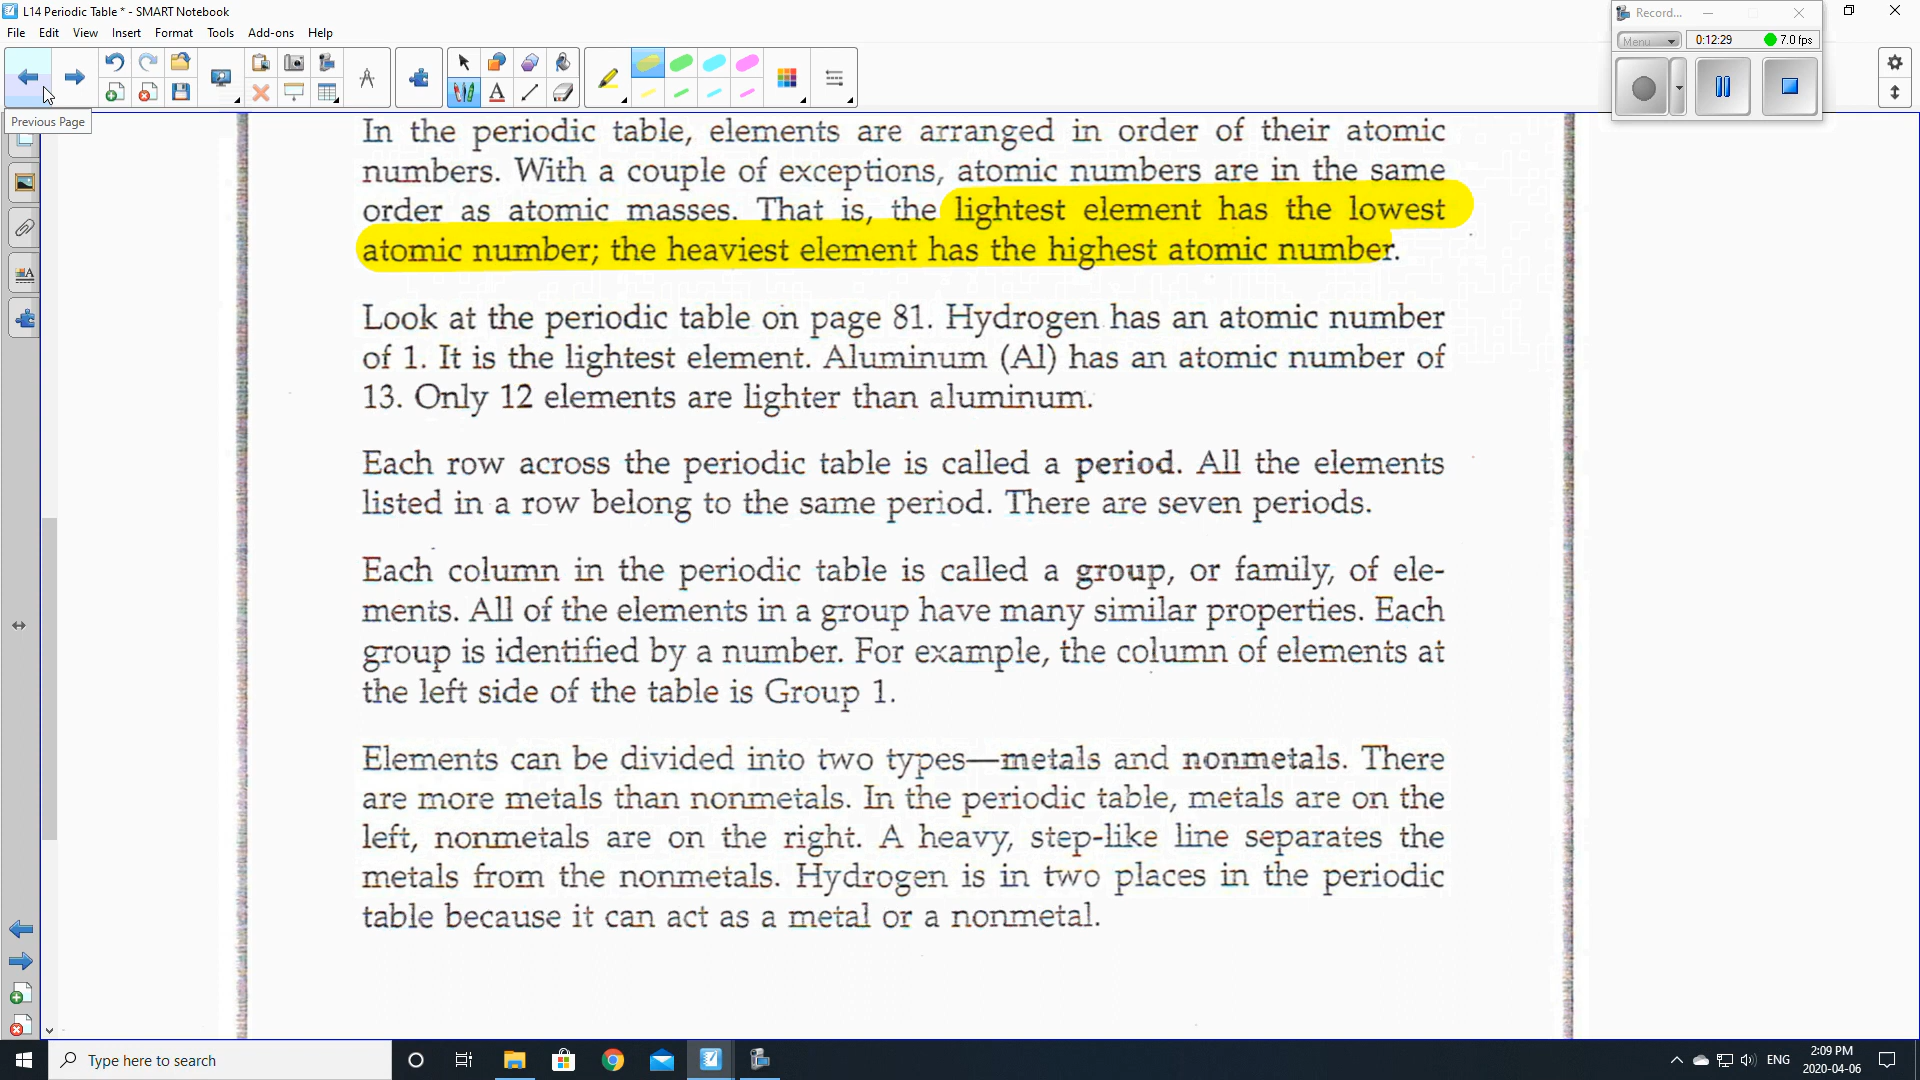 L14 Periodic Table * - SMART Notebook
Record...
File Edit View Insert Format Tools Add-ons Help
Menu
0:12:29
7.0 fps
Previous Page
In the periodic table, elements are arranged in order of their atomic
numbers. With a couple of exceptions, atomic numbers are in the same
order as atomic masses. That is, the lightest element has the lowest
atomic number; the heaviest element has the highest atomic number.
Look at the periodic table on page 81. Hydrogen has an atomic number
of 1. It is the lightest element. Aluminum (Al) has an atomic number of
13. Only 12 elements are lighter than aluminum.
Each row across the periodic table is called a period. All the elements
listed in a row belong to the same period. There are seven periods.
Each column in the periodic table is called a group, or family, of ele-
ments. All of the elements in a group have many similar properties. Each
group is identified by a number. For example, the column of elements at
the left side of the table is Group 1.
Elements can be divided into two types—metals and nonmetals. There
are more metals than nonmetals. In the periodic table, metals are on the
left, nonmetals are on the right. A heavy, step-like line separates the
metals from the nonmetals. Hydrogen is in two places in the periodic
table because it can act as a metal or a nonmetal.
Type here to search
ENG
2:09 PM
2020-04-06